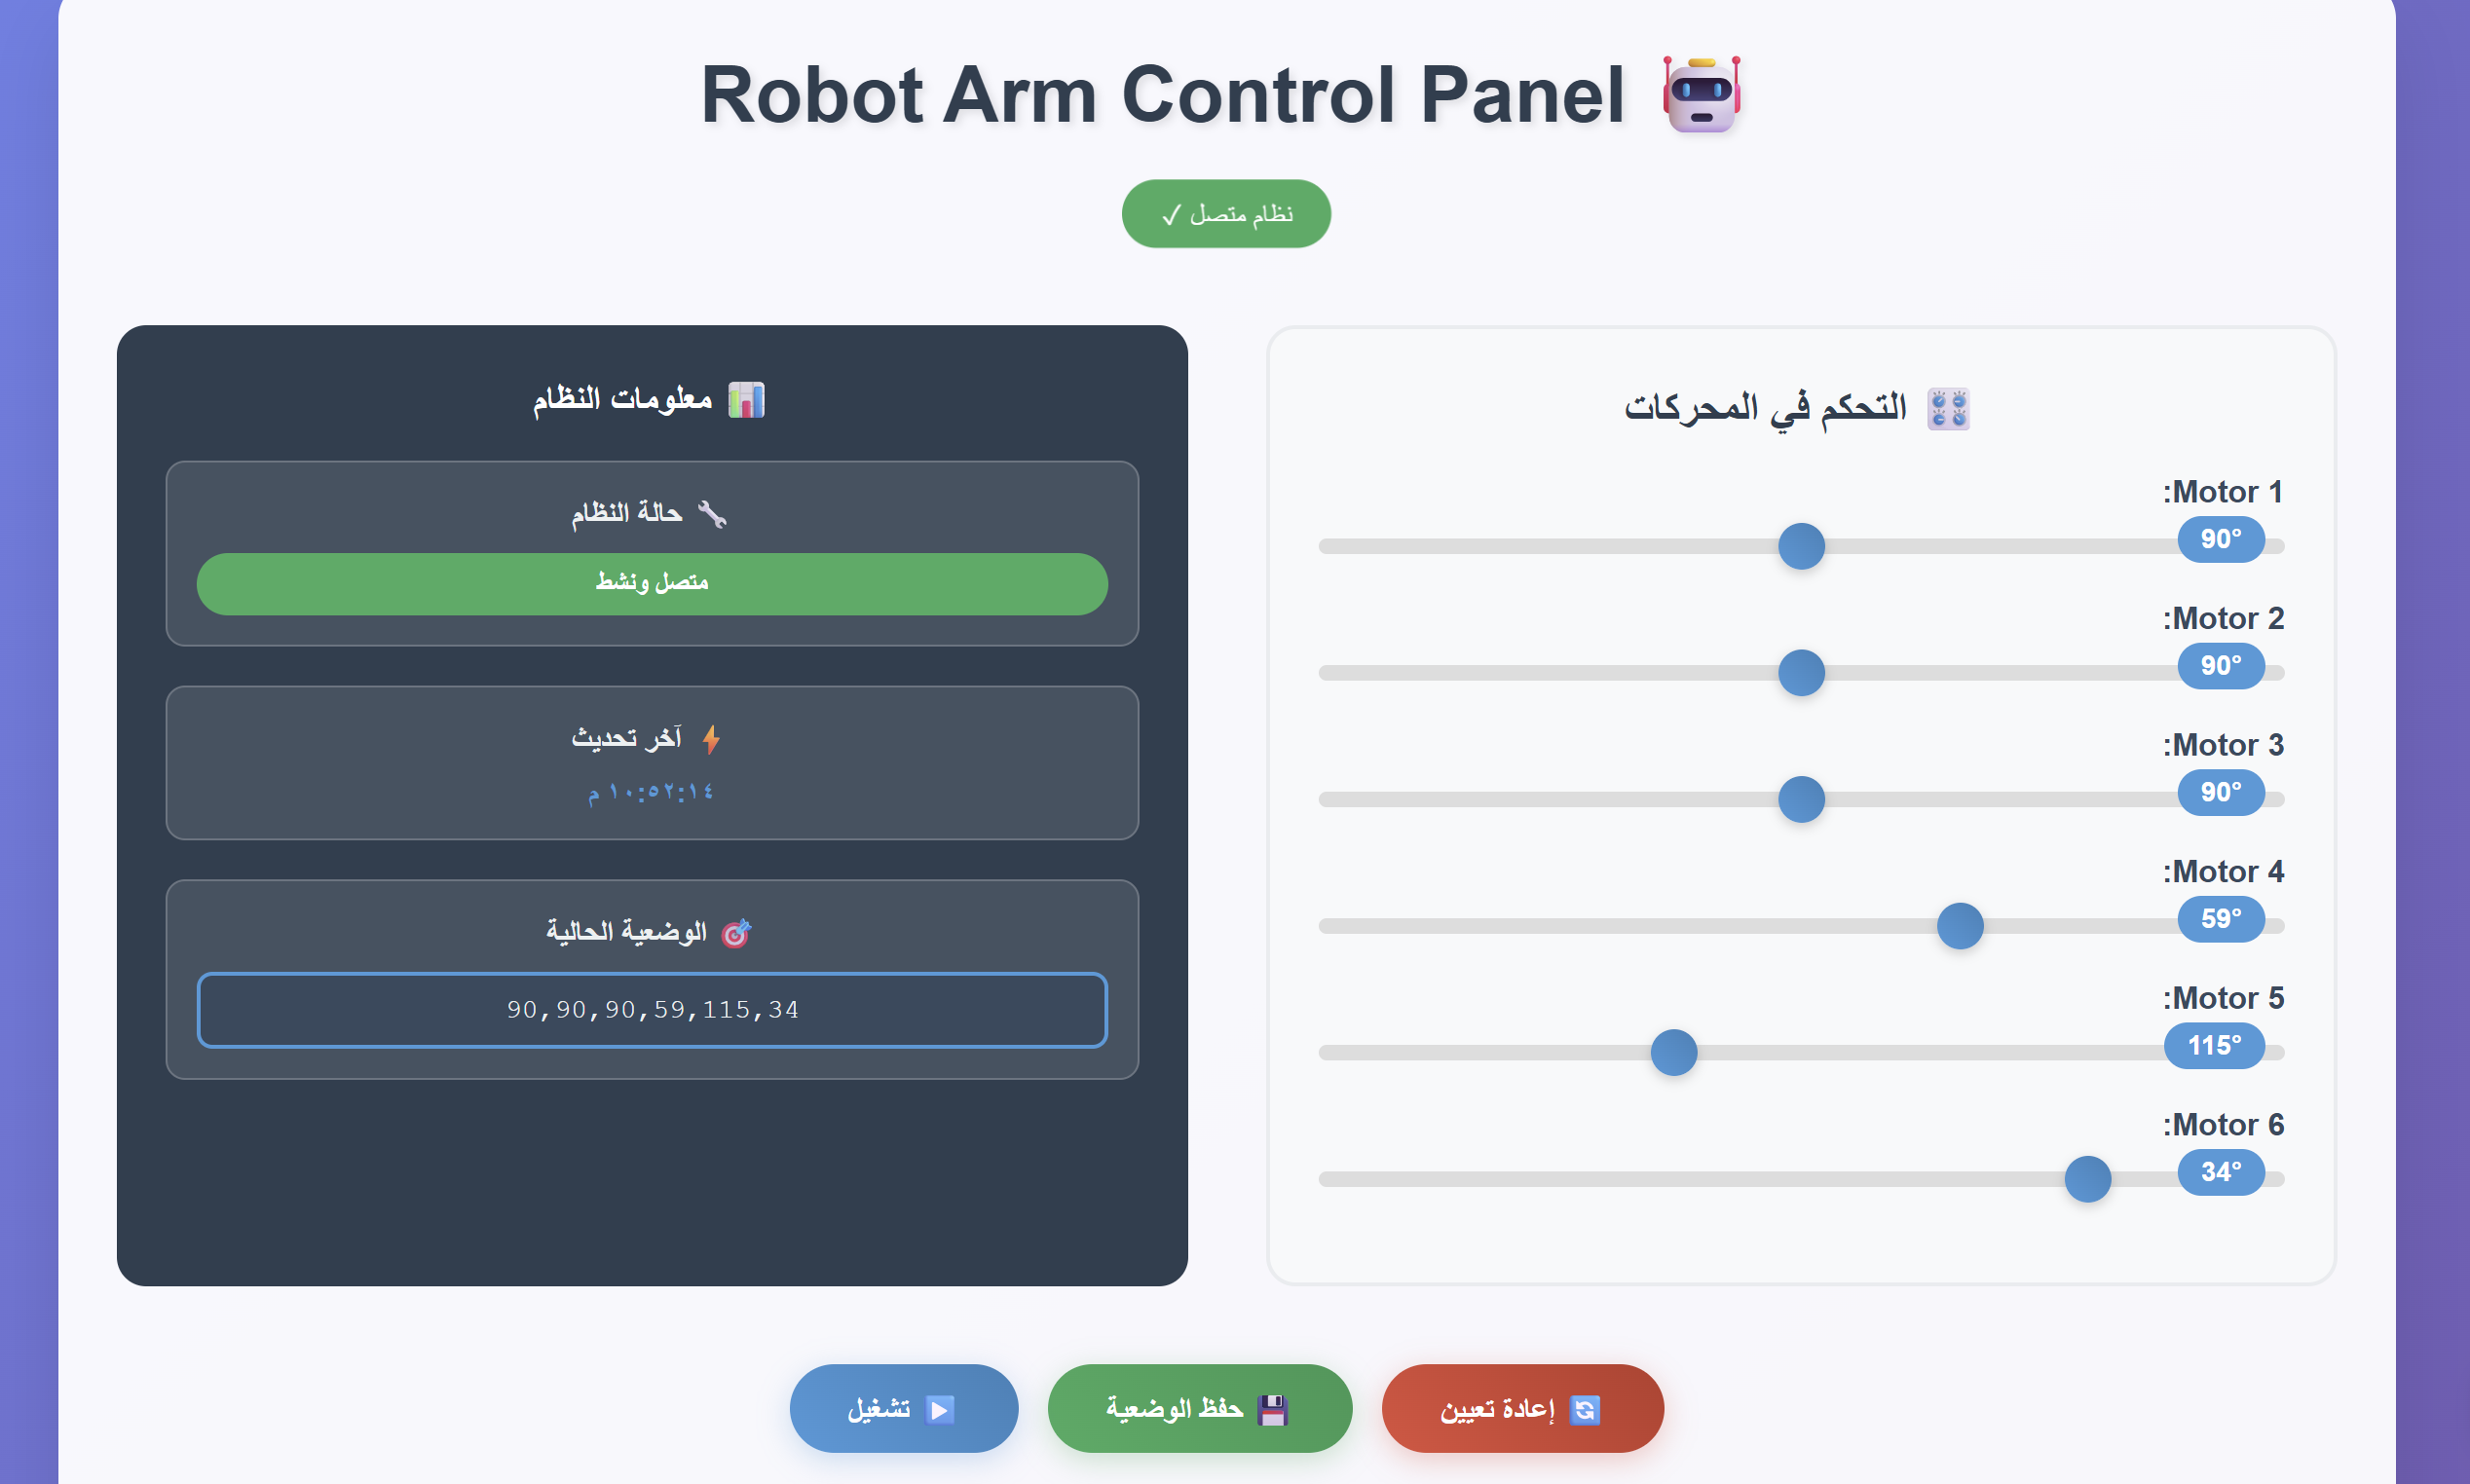 Robot Arm Control Panel
نظام متصل ✓
التحكم في المحركات
Motor 1:
90°
Motor 2:
90°
Motor 3:
90°
Motor 4:
59°
Motor 5:
115°
Motor 6:
34°
معلومات النظام
حالة النظام
متصل ونشط
آخر تحديث
١٠:٥٢:١٤ م
الوضعية الحالية
90,90,90,59,115,34
إعادة تعيين
حفظ الوضعية
تشغيل